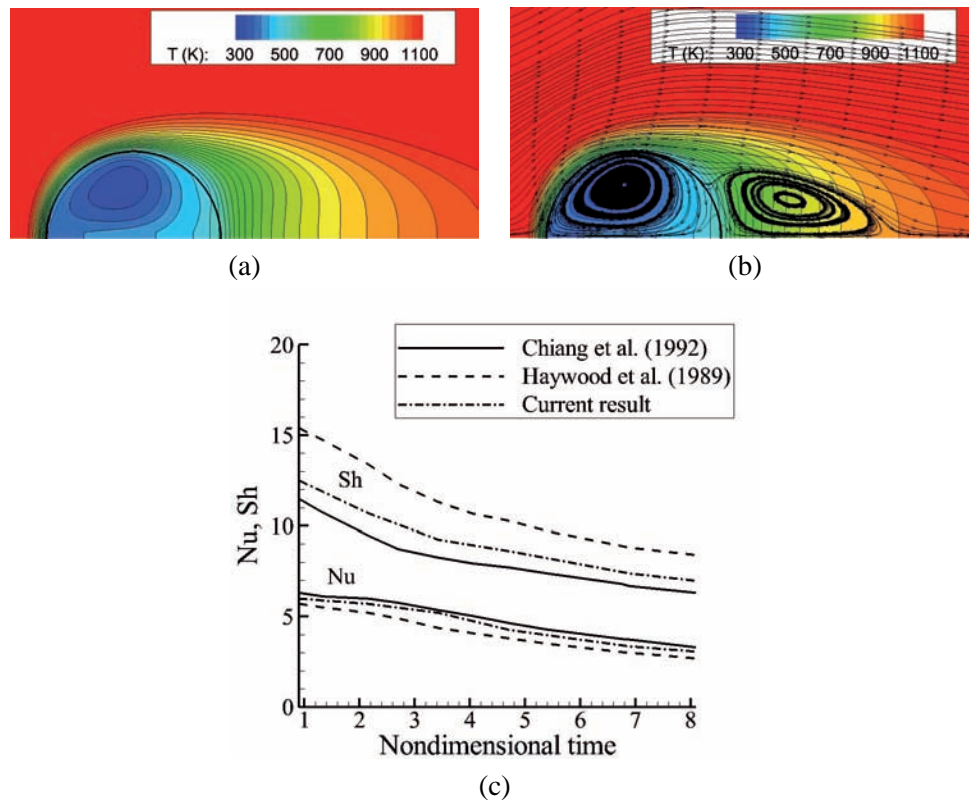 T (K): 300 500 700 900 1100
T (K): 300 500 700 900 1100
(a)
(b)
20
15
10
5
0
Nu, Sh
Chiang et al. (1992)
Haywood et al. (1989)
Current result
Sh
Nu
1 2 3 4 5 6 7 8
Nondimensional time
(c)